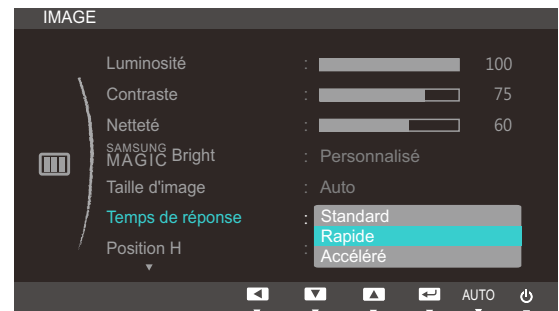 IMAGE
Luminosité : 100
Contraste : 75
Netteté : 60
SAMSUNG MAGIC Bright : Personnalisé
Taille d'image : Auto
Temps de réponse : Standard
Rapide
Position H : Accéléré
AUTO